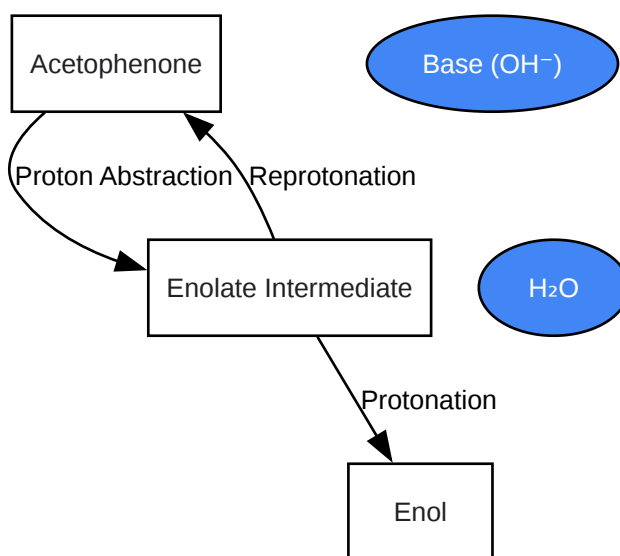 Acetophenone
Base (OH⁻)
Proton Abstraction
Reprotonation
Enolate Intermediate
H₂O
Protonation
Enol